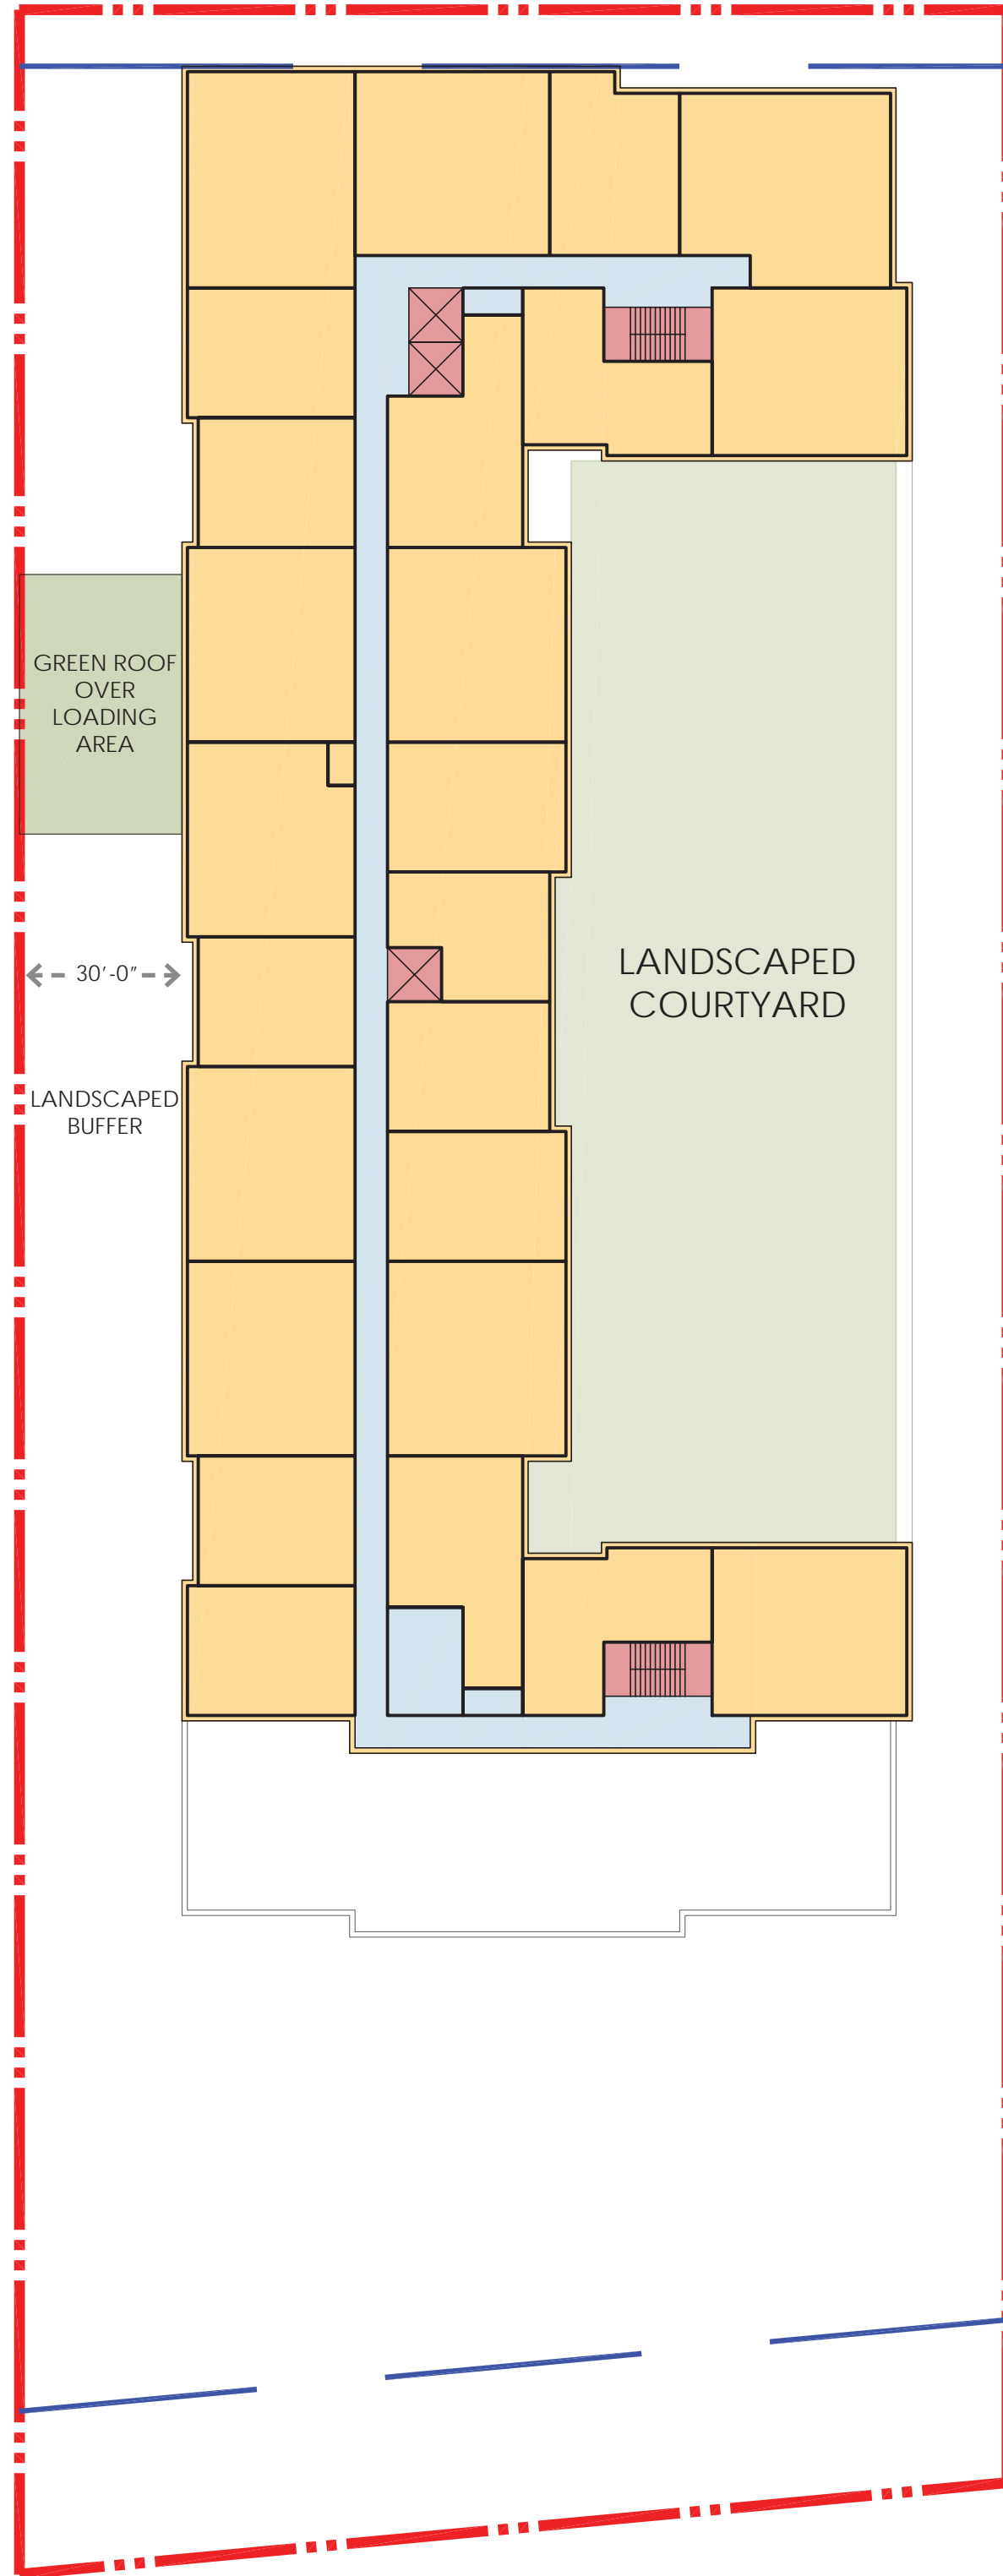 GREEN ROOF
OVER
LOADING
AREA
LANDSCAPED
COURTYARD
30'-0"
LANDSCAPED
BUFFER